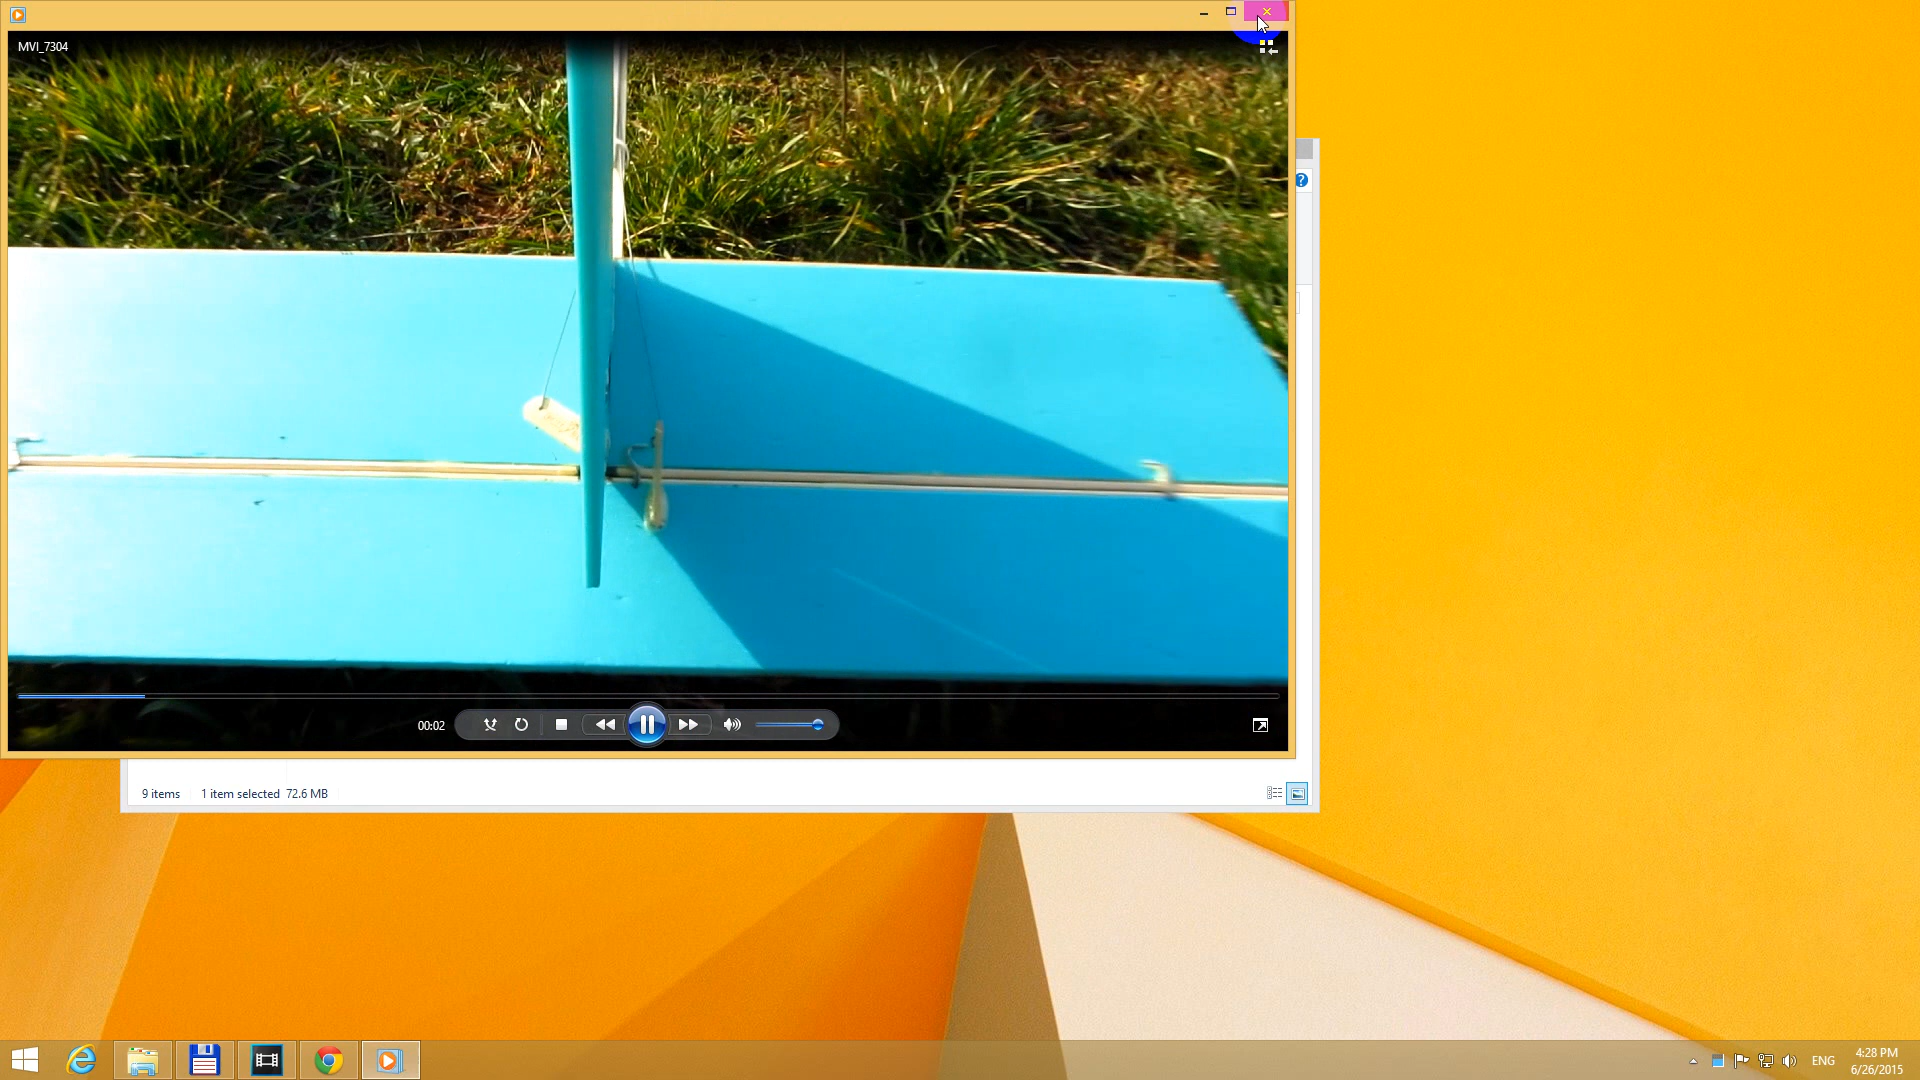 MVI_7304
00:02
9 items 1 item selected 72.6 MB
ENG
4:28 PM
6/26/2015